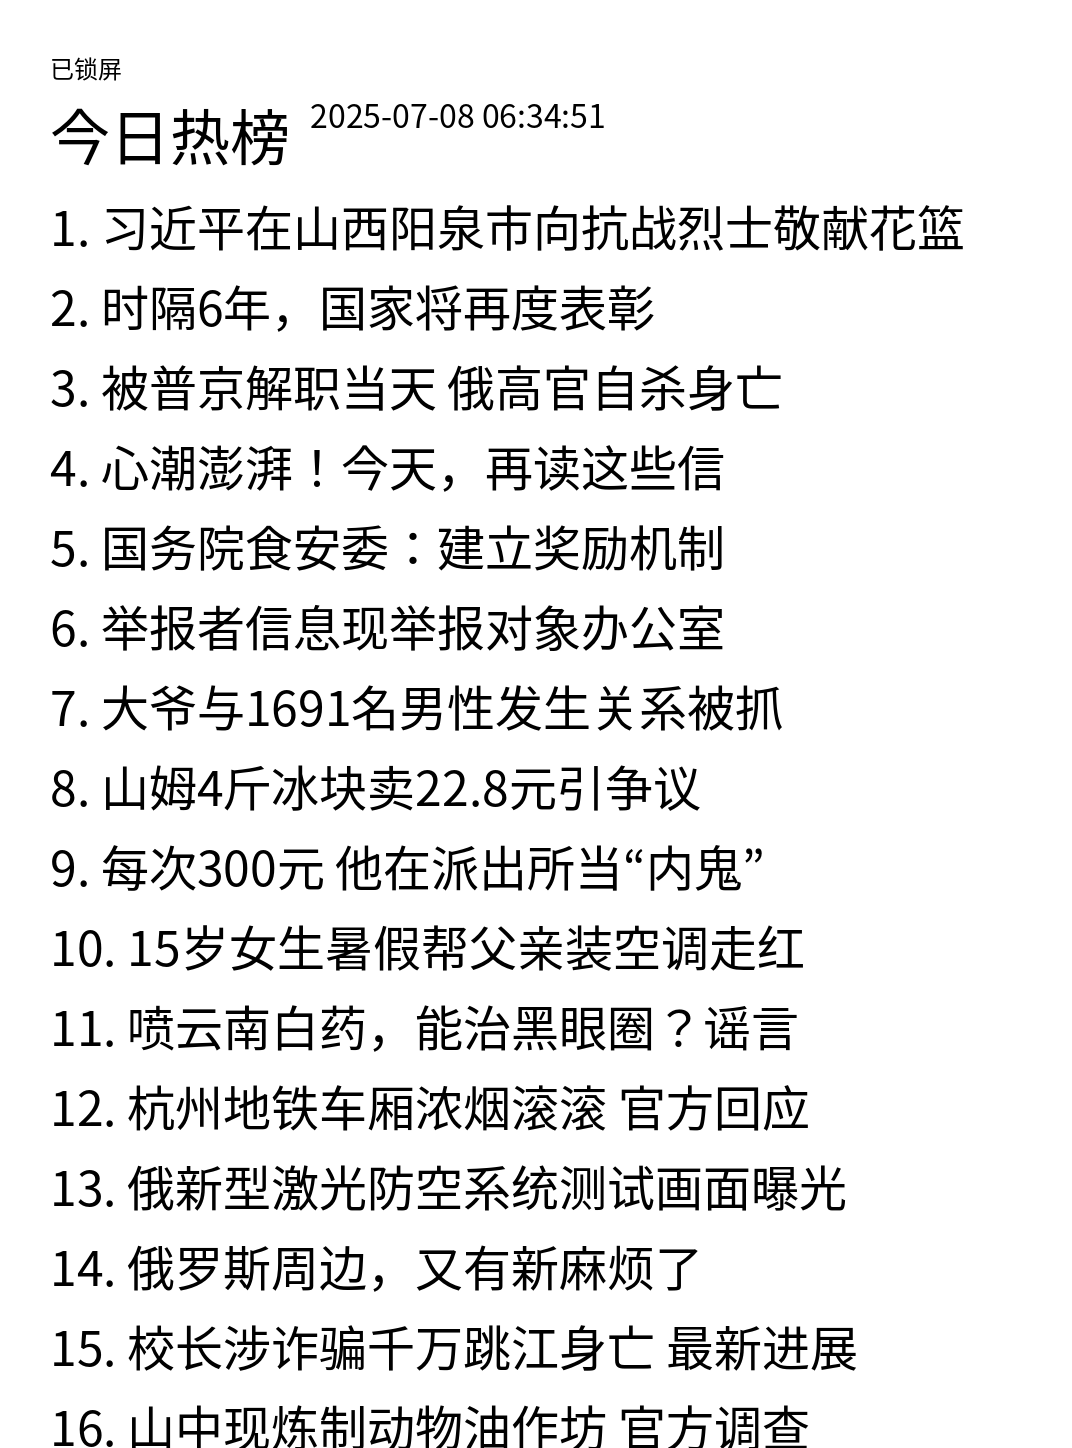 已锁屏
今日热榜 2025-07-08 06:34:51
1. 习近平在山西阳泉市向抗战烈士敬献花篮
2. 时隔6年，国家将再度表彰
3. 被普京解职当天 俄高官自杀身亡
4. 心潮澎湃！今天，再读这些信
5. 国务院食安委：建立奖励机制
6. 举报者信息现举报对象办公室
7. 大爷与1691名男性发生关系被抓
8. 山姆4斤冰块卖22.8元引争议
9. 每次300元 他在派出所当“内鬼”
10. 15岁女生暑假帮父亲装空调走红
11. 喷云南白药，能治黑眼圈？谣言
12. 杭州地铁车厢浓烟滚滚 官方回应
13. 俄新型激光防空系统测试画面曝光
14. 俄罗斯周边，又有新麻烦了
15. 校长涉诈骗千万跳江身亡 最新进展
16. 山中现炼制动物油作坊 官方调查